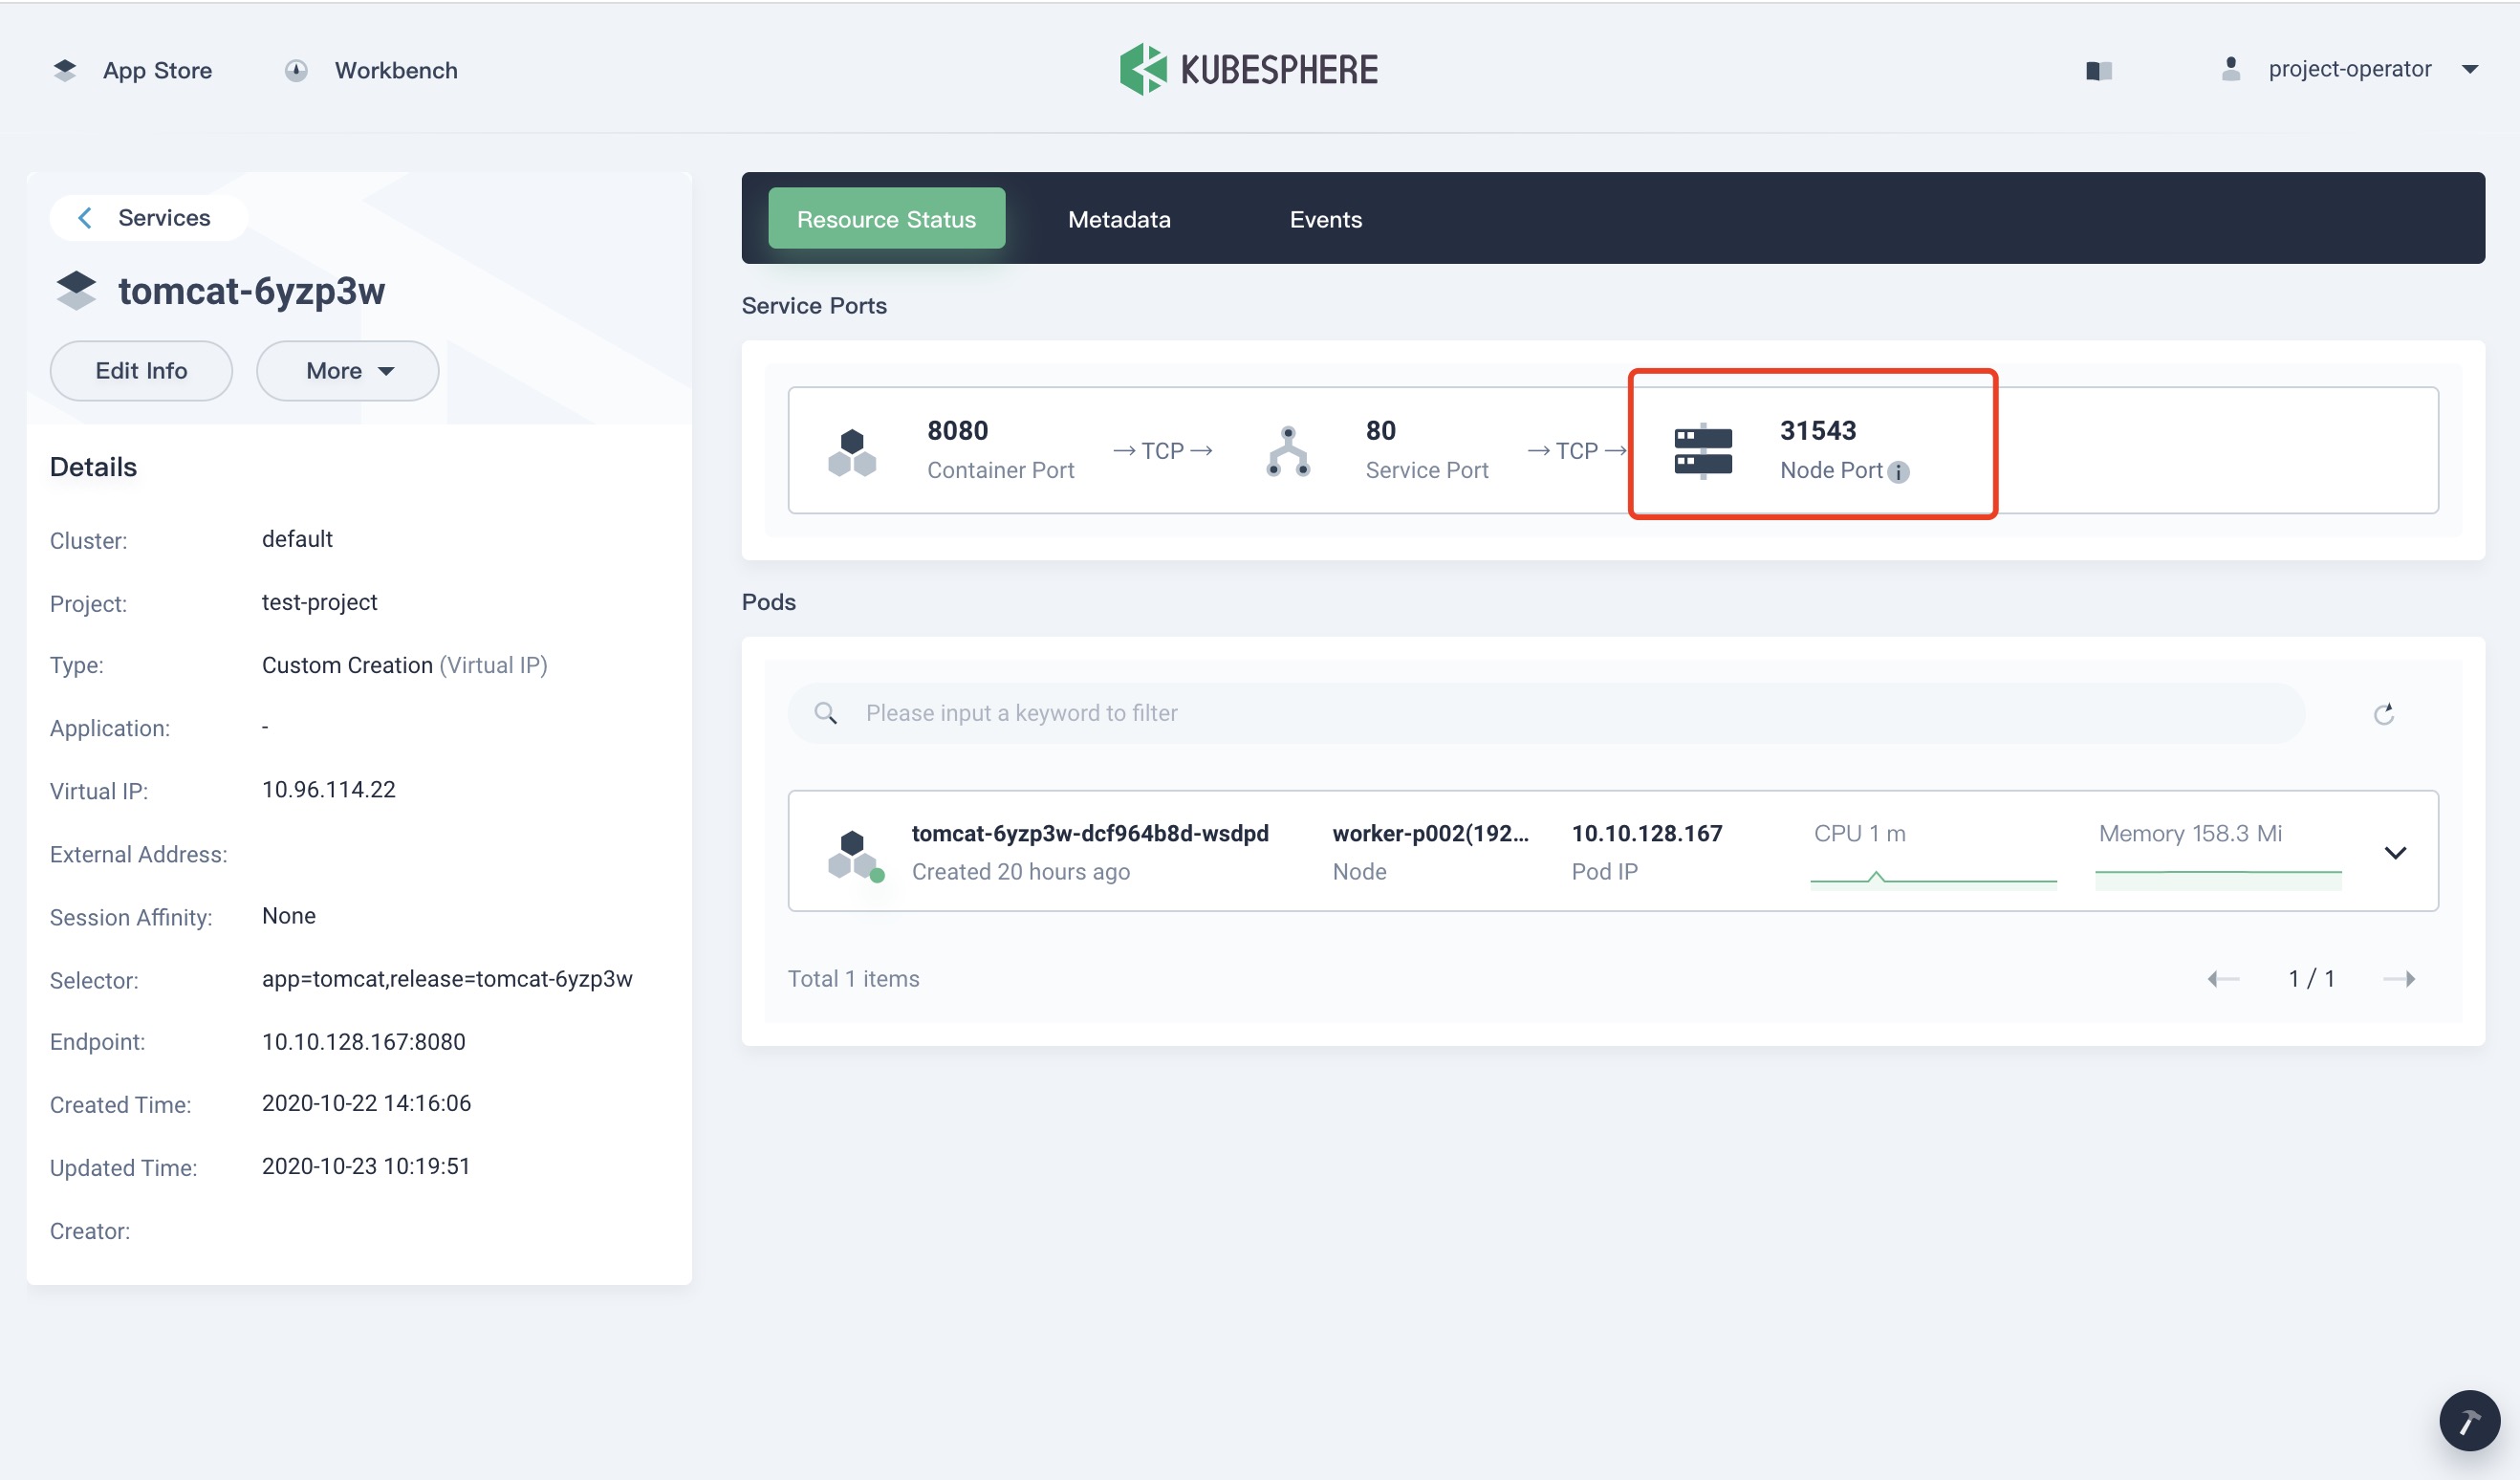 App Store
Workbench
KUBESPHERE
project-operator
Services
tomcat-6yzp3w
Edit Info
More
Details
Cluster: default
Project: test-project
Type: Custom Creation (Virtual IP)
Application: -
Virtual IP: 10.96.114.22
External Address:
Session Affinity: None
Selector: app=tomcat,release=tomcat-6yzp3w
Endpoint: 10.10.128.167:8080
Created Time: 2020-10-22 14:16:06
Updated Time: 2020-10-23 10:19:51
Creator:
Resource Status
Metadata
Events
Service Ports
8080
Container Port
→ TCP →
80
Service Port
→ TCP →
31543
Node Port
Pods
Please input a keyword to filter
tomcat-6yzp3w-dcf964b8d-wsdpd
Created 20 hours ago
worker-p002(192...
Node
10.10.128.167
Pod IP
CPU 1 m
Memory 158.3 Mi
Total 1 items
1 / 1